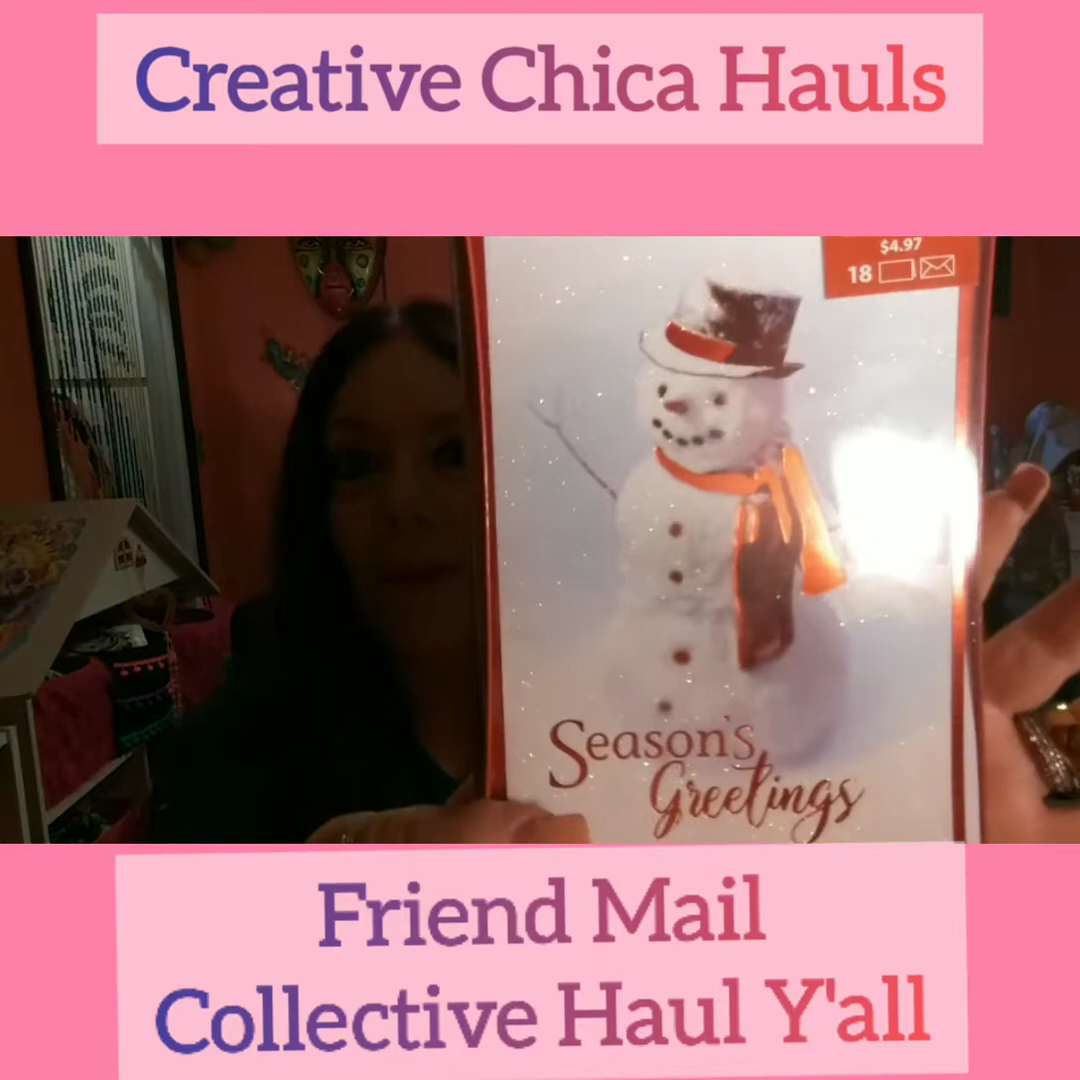 Creative Chica Hauls
$4.97
18
Season's
Greetings
Friend Mail
Collective Haul Y'all